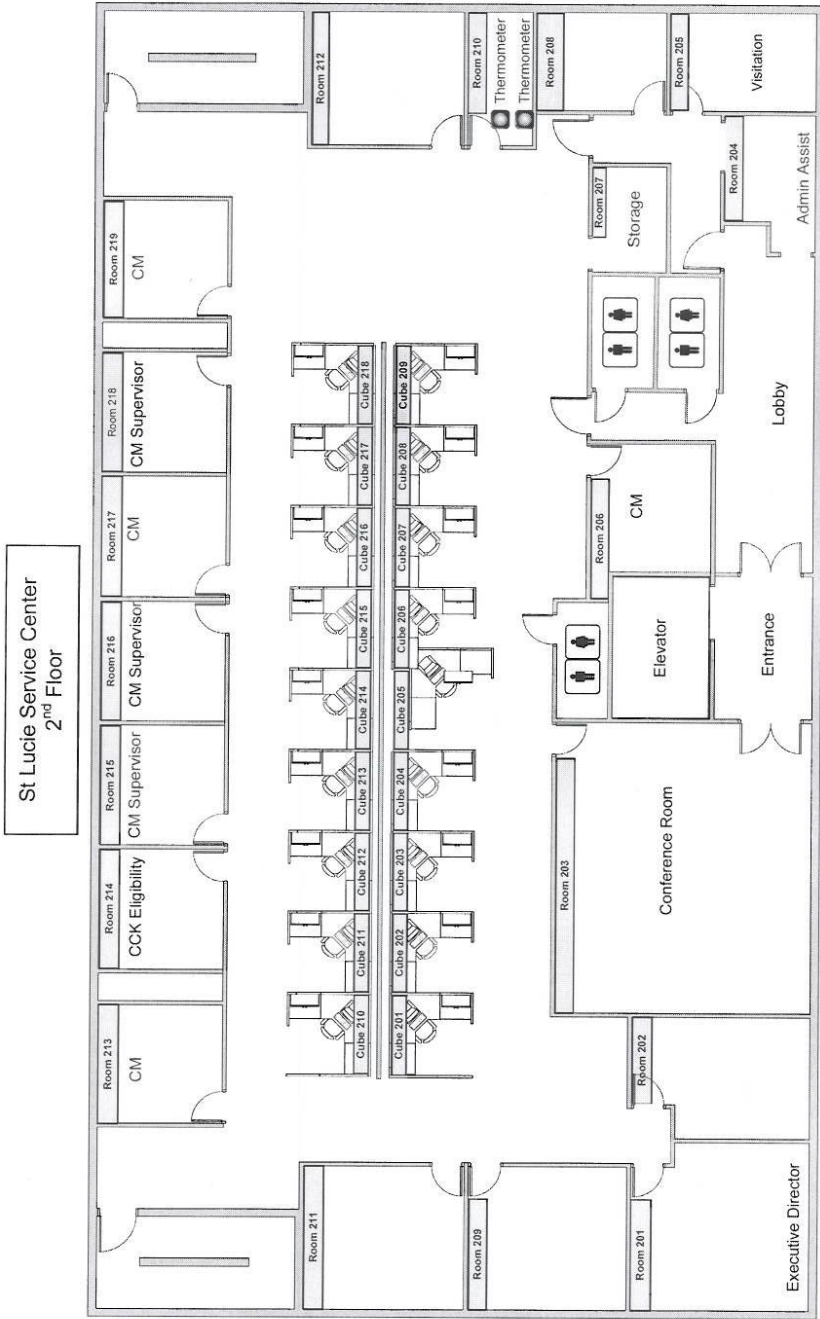 St Lucie Service Center
2nd Floor
Room 213
CM
Room 214
CCK Eligibility
Room 215
CM Supervisor
Room 216
CM Supervisor
Room 217
CM
Room 218
CM Supervisor
Room 219
CM
Room 211
Room 212
Cube 210
Cube 211
Cube 212
Cube 213
Cube 214
Cube 215
Cube 216
Cube 217
Cube 218
Cube 201
Cube 202
Cube 203
Cube 204
Cube 205
Cube 206
Cube 207
Cube 208
Cube 209
Room 209
Room 210
Thermometer
Thermometer
Room 201
Executive Director
Room 202
Room 203
Conference Room
Elevator
Entrance
Room 206
CM
Lobby
Room 207
Storage
Room 208
Room 204
Admin Assist
Room 205
Visitation